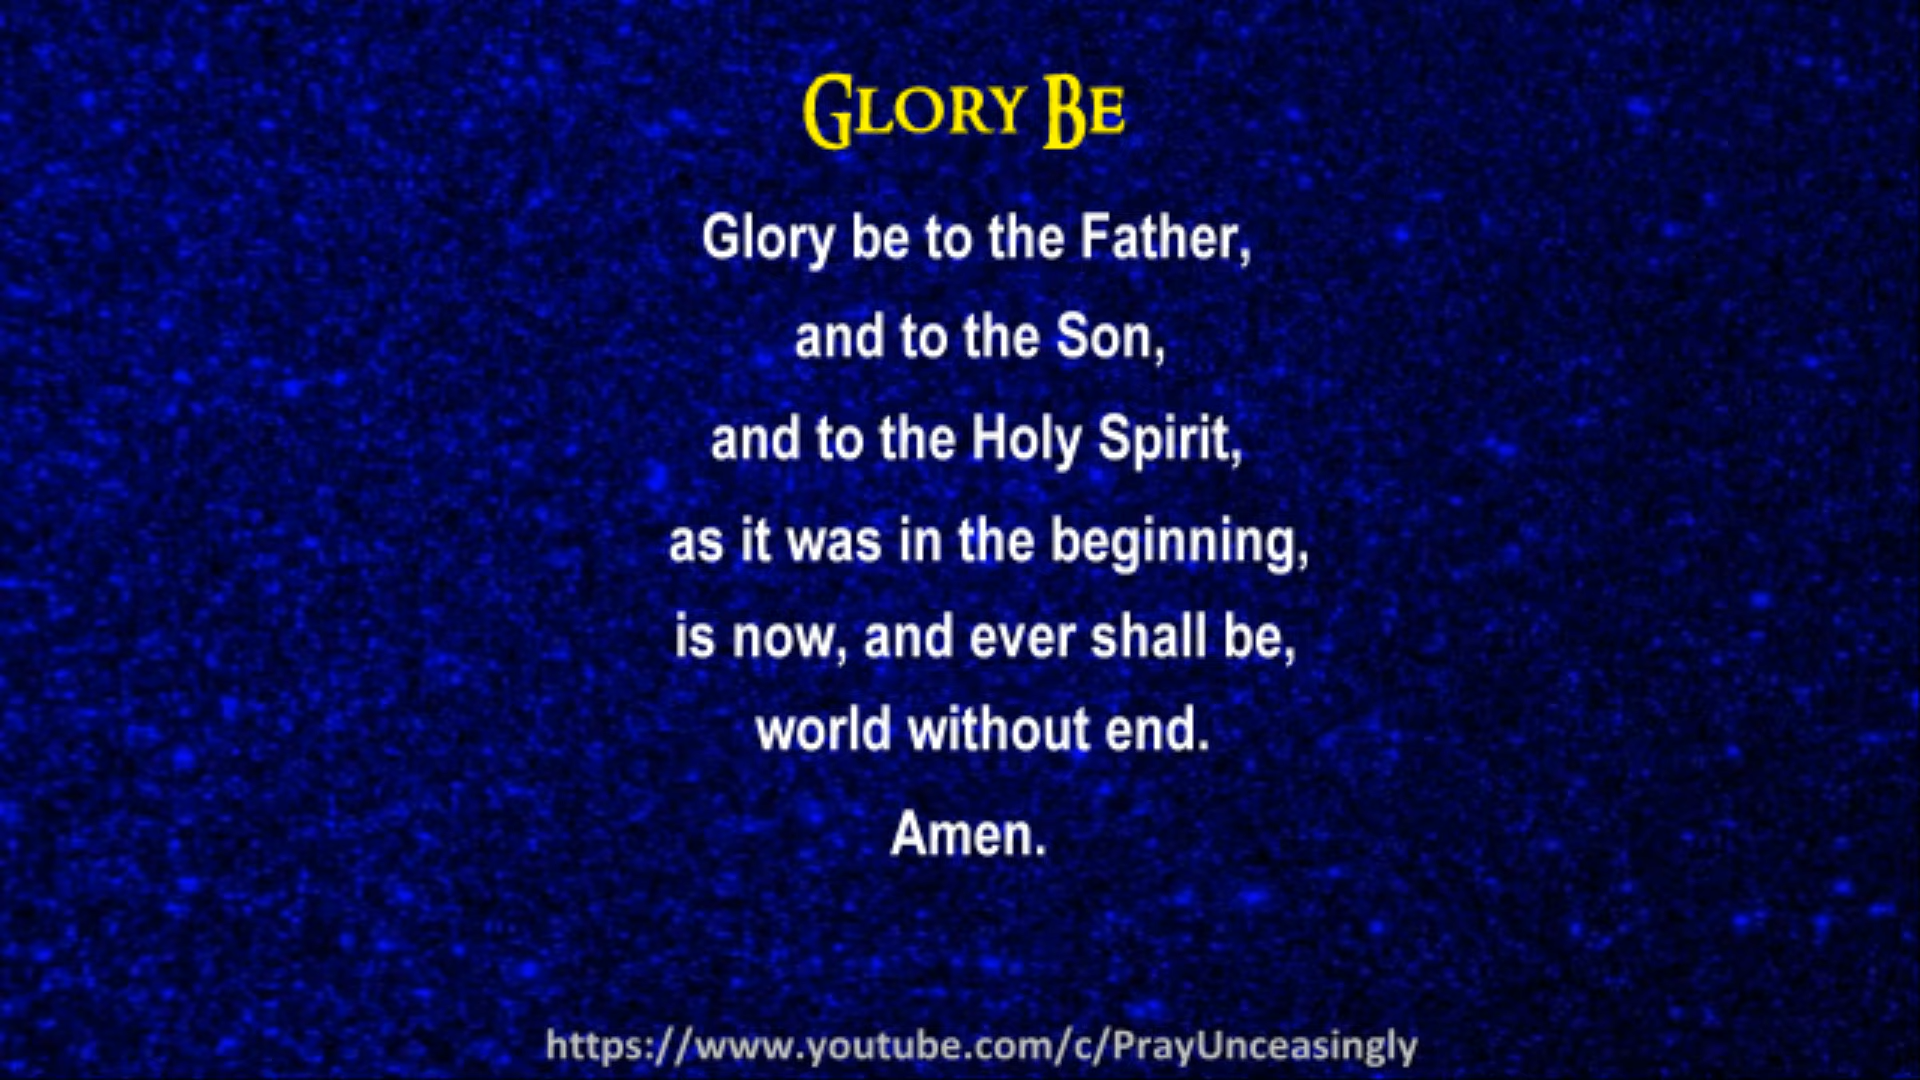 GLORY BE
Glory be to the Father,
and to the Son,
and to the Holy Spirit,
as it was in the beginning,
is now, and ever shall be,
world without end.
Amen.
https://www.youtube.com/c/PrayUnceasingly